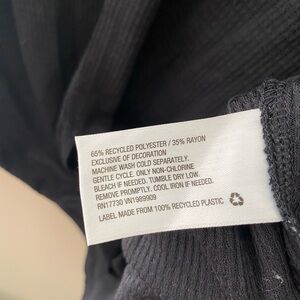 65% RECYCLED POLYESTER / 35% RAYON
EXCLUSIVE OF DECORATION
MACHINE WASH COLD SEPARATELY.
GENTLE CYCLE. ONLY NON-CHLORINE
BLEACH IF NEEDED. TUMBLE DRY LOW.
REMOVE PROMPTLY. COOL IRON IF NEEDED.
RN17730 VN1989909
LABEL MADE FROM 100% RECYCLED PLASTIC